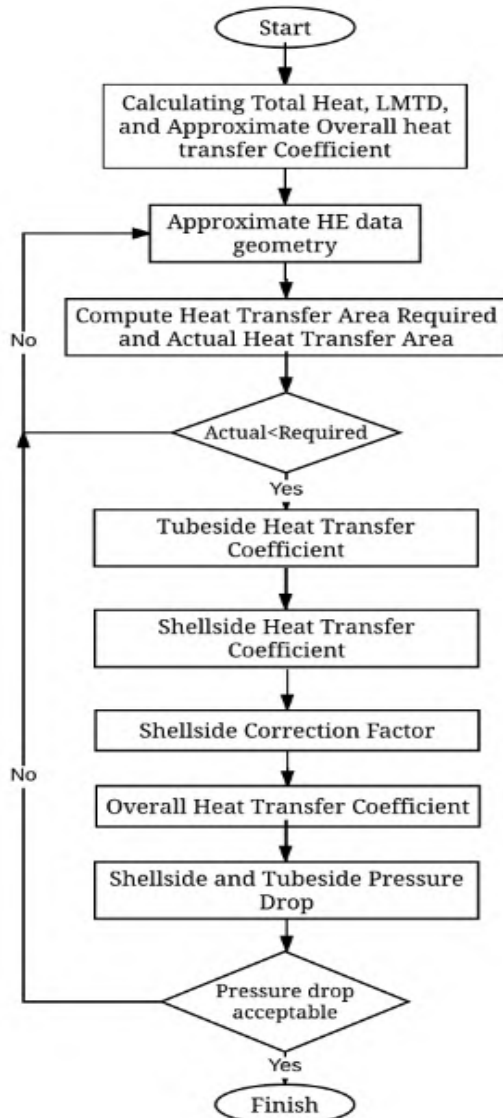 Start
Calculating Total Heat, LMTD,
and Approximate Overall heat
transfer Coefficient
Approximate HE data
geometry
Compute Heat Transfer Area Required
and Actual Heat Transfer Area
No
Actual<Required
Yes
Tubeside Heat Transfer
Coefficient
Shellside Heat Transfer
Coefficient
Shellside Correction Factor
No
Overall Heat Transfer Coefficient
Shellside and Tubeside Pressure
Drop
Pressure drop
acceptable
Yes
Finish